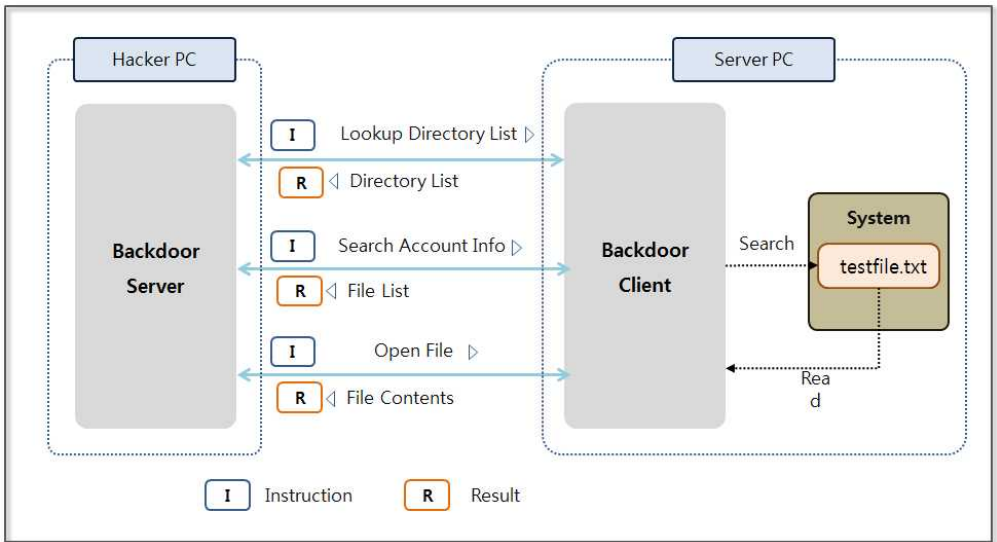 Hacker PC
Server PC
I Lookup Directory List
R Directory List
Backdoor
Server
I Search Account Info
R File List
I Open File
R File Contents
Backdoor
Client
Search
System
testfile.txt
Rea
d
I Instruction
R Result